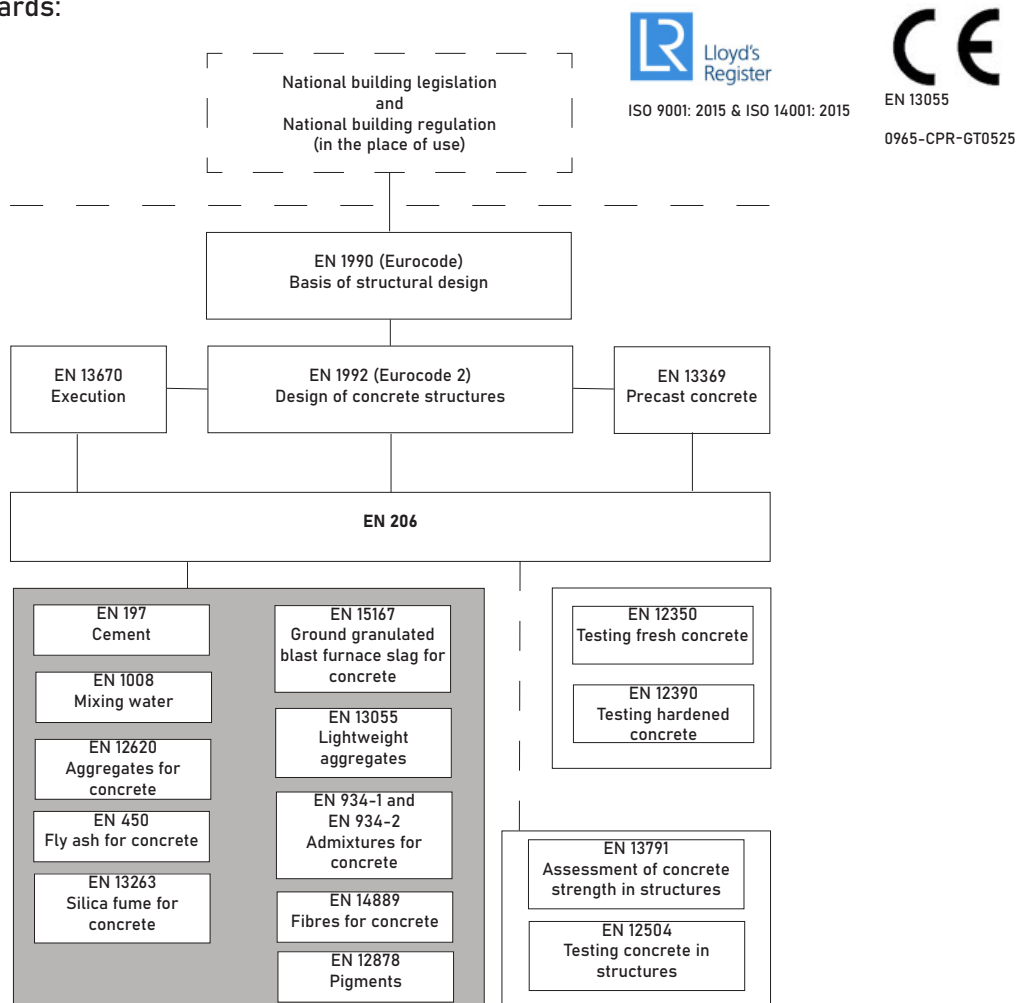 ards:
National building legislation
and
National building regulation
(in the place of use)
LR
Lloyd's
Register
ISO 9001: 2015 & ISO 14001: 2015
CE
EN 13055
0965-CPR-GT0525
EN 1990 (Eurocode)
Basis of structural design
EN 13670
Execution
EN 1992 (Eurocode 2)
Design of concrete structures
EN 13369
Precast concrete
EN 206
EN 197
Cement
EN 1008
Mixing water
EN 12620
Aggregates for
concrete
EN 450
Fly ash for concrete
EN 13263
Silica fume for
concrete
EN 15167
Ground granulated
blast furnace slag for
concrete
EN 13055
Lightweight
aggregates
EN 934-1 and
EN 934-2
Admixtures for
concrete
EN 14889
Fibres for concrete
EN 12878
Pigments
EN 12350
Testing fresh concrete
EN 12390
Testing hardened
concrete
EN 13791
Assessment of concrete
strength in structures
EN 12504
Testing concrete in
structures